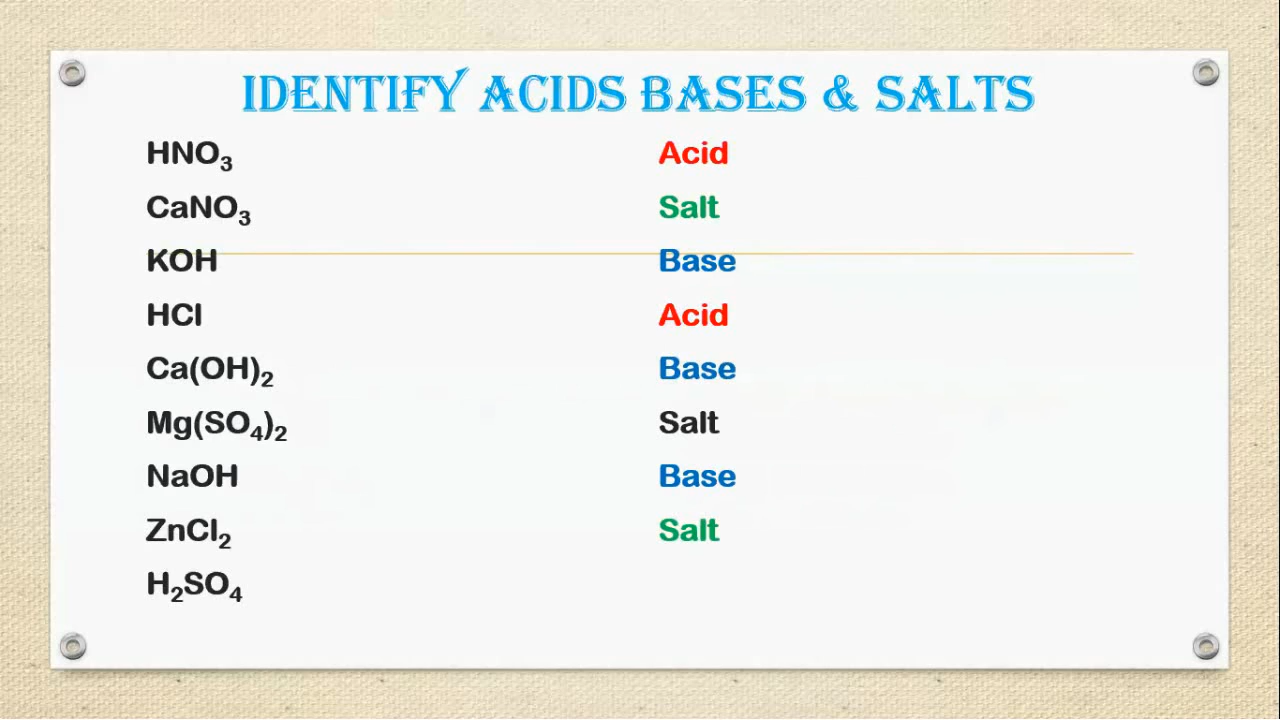 IDENTIFY ACIDS BASES & SALTS
HNO₃ Acid
CaNO₃ Salt
KOH Base
HCl Acid
Ca(OH)₂ Base
Mg(SO₄)₂ Salt
NaOH Base
ZnCl₂ Salt
H₂SO₄